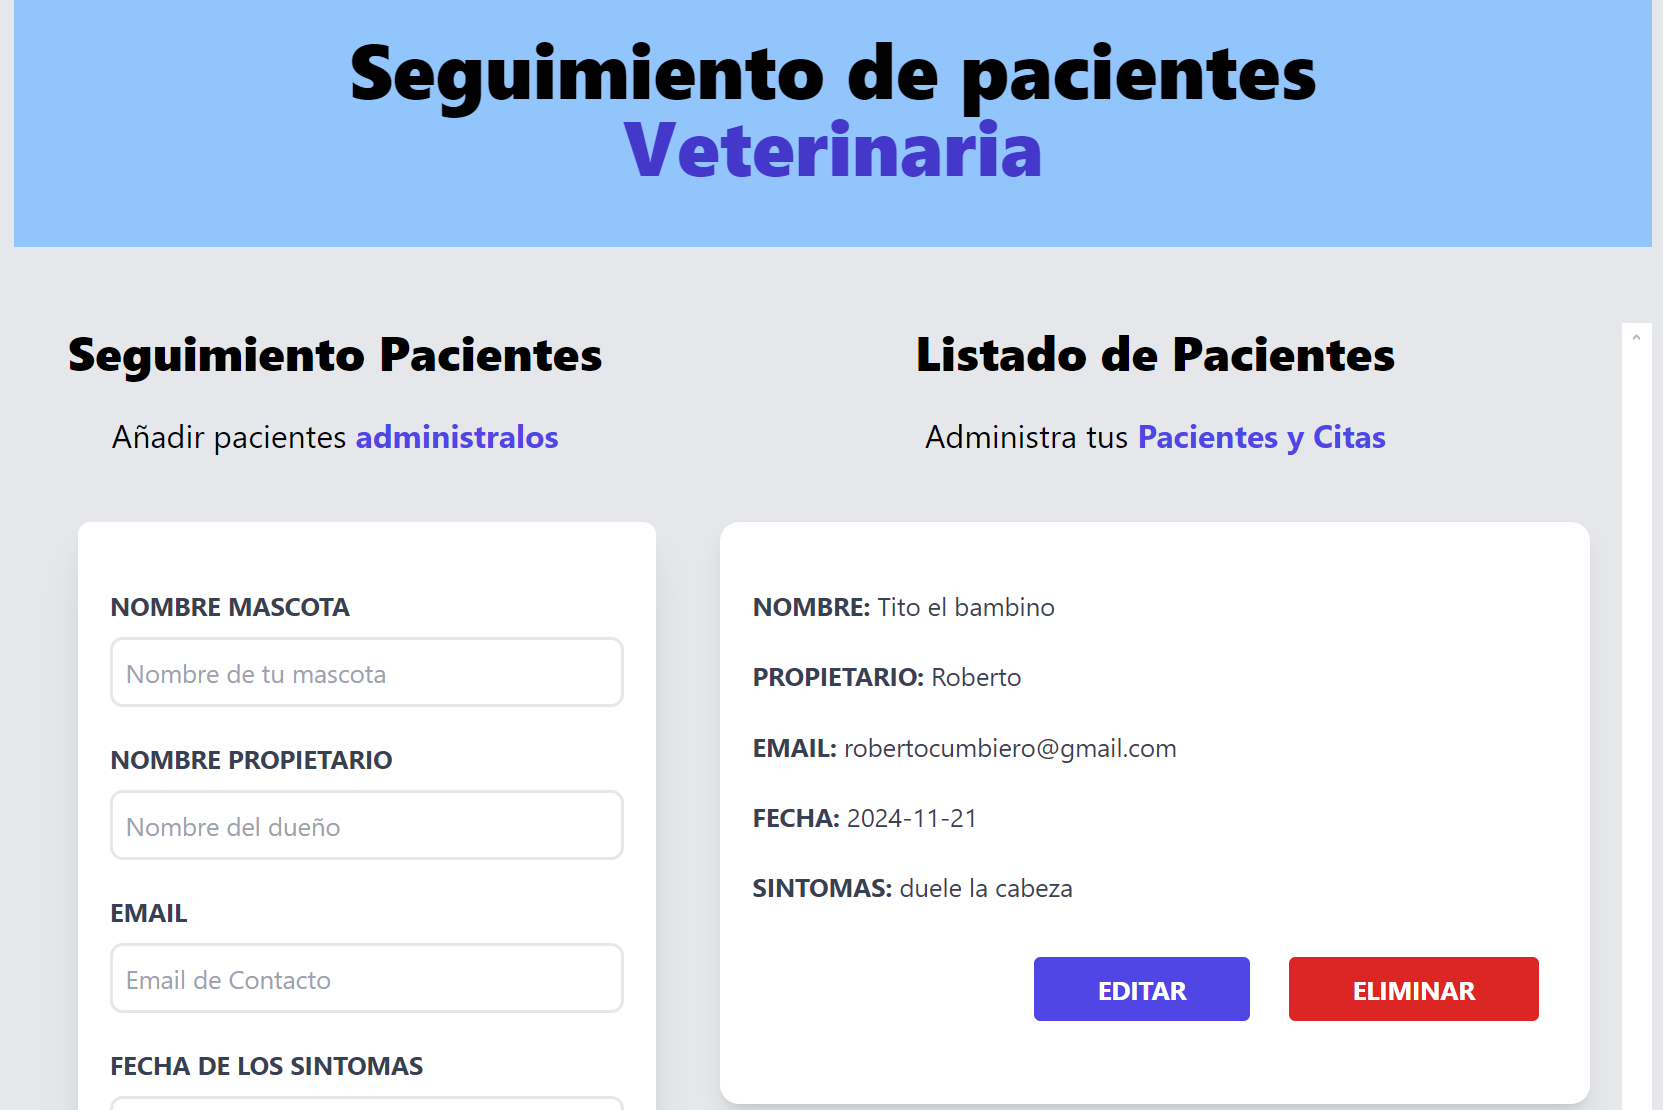 Seguimiento de pacientes
Veterinaria
Seguimiento Pacientes
Añadir pacientes administralos
NOMBRE MASCOTA
Nombre de tu mascota
NOMBRE PROPIETARIO
Nombre del dueño
EMAIL
Email de Contacto
FECHA DE LOS SINTOMAS
Listado de Pacientes
Administra tus Pacientes y Citas
NOMBRE: Tito el bambino
PROPIETARIO: Roberto
EMAIL: robertocumbiero@gmail.com
FECHA: 2024-11-21
SINTOMAS: duele la cabeza
EDITAR
ELIMINAR